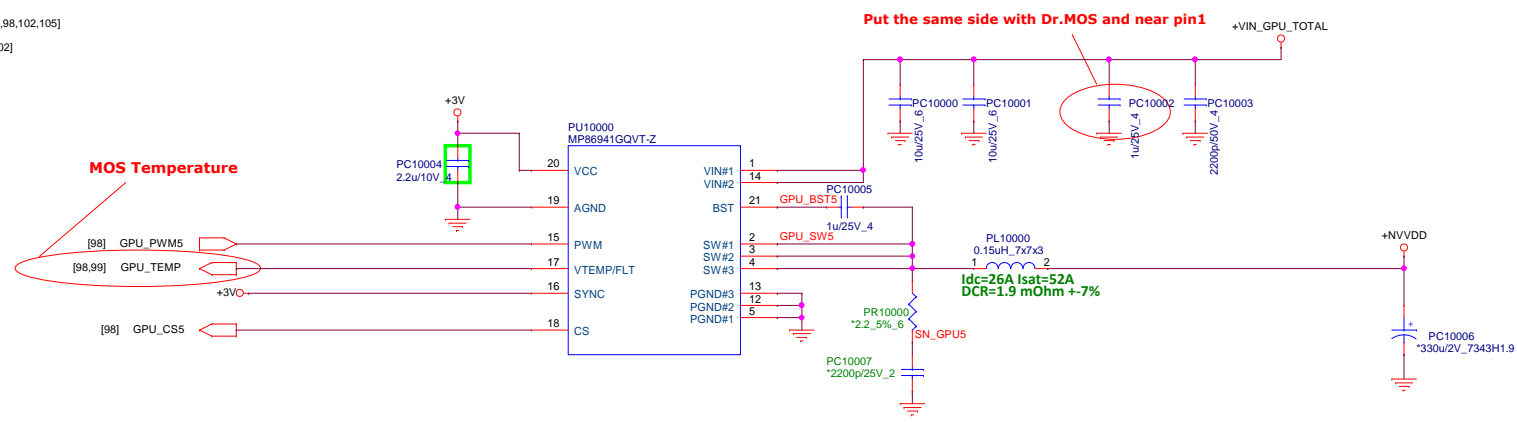 ,98,102,105]
02]
Put the same side with Dr.MOS and near pin1
+VIN_GPU_TOTAL
PC10000
10u/25V_6
PC10001
10u/25V_6
PC10002
1u/25V_4
PC10003
2200p/50V_4
+3V
PC10004
2.2u/10V_4
MOS Temperature
PU10000
MP86941GQVT-Z
20
VCC
19
AGND
[98]
GPU_PWM5
15
PWM
[98,99]
GPU_TEMP
17
VTEMP/FLT
+3V
16
SYNC
[98]
GPU_CS5
18
CS
VIN#1
1
VIN#2
14
BST
21
GPU_BST5
PC10005
1u/25V_4
SW#1
2
GPU_SW5
SW#2
3
SW#3
4
PGND#3
13
PGND#2
12
PGND#1
5
PL10000
0.15uH_7x7x3
1
2
Idc=26A Isat=52A
DCR=1.9 mOhm +-7%
+NVVDD
PR10000
*2.2_5%_6
SN_GPU5
PC10007
*2200p/25V_2
+
PC10006
*330u/2V_7343H1.9